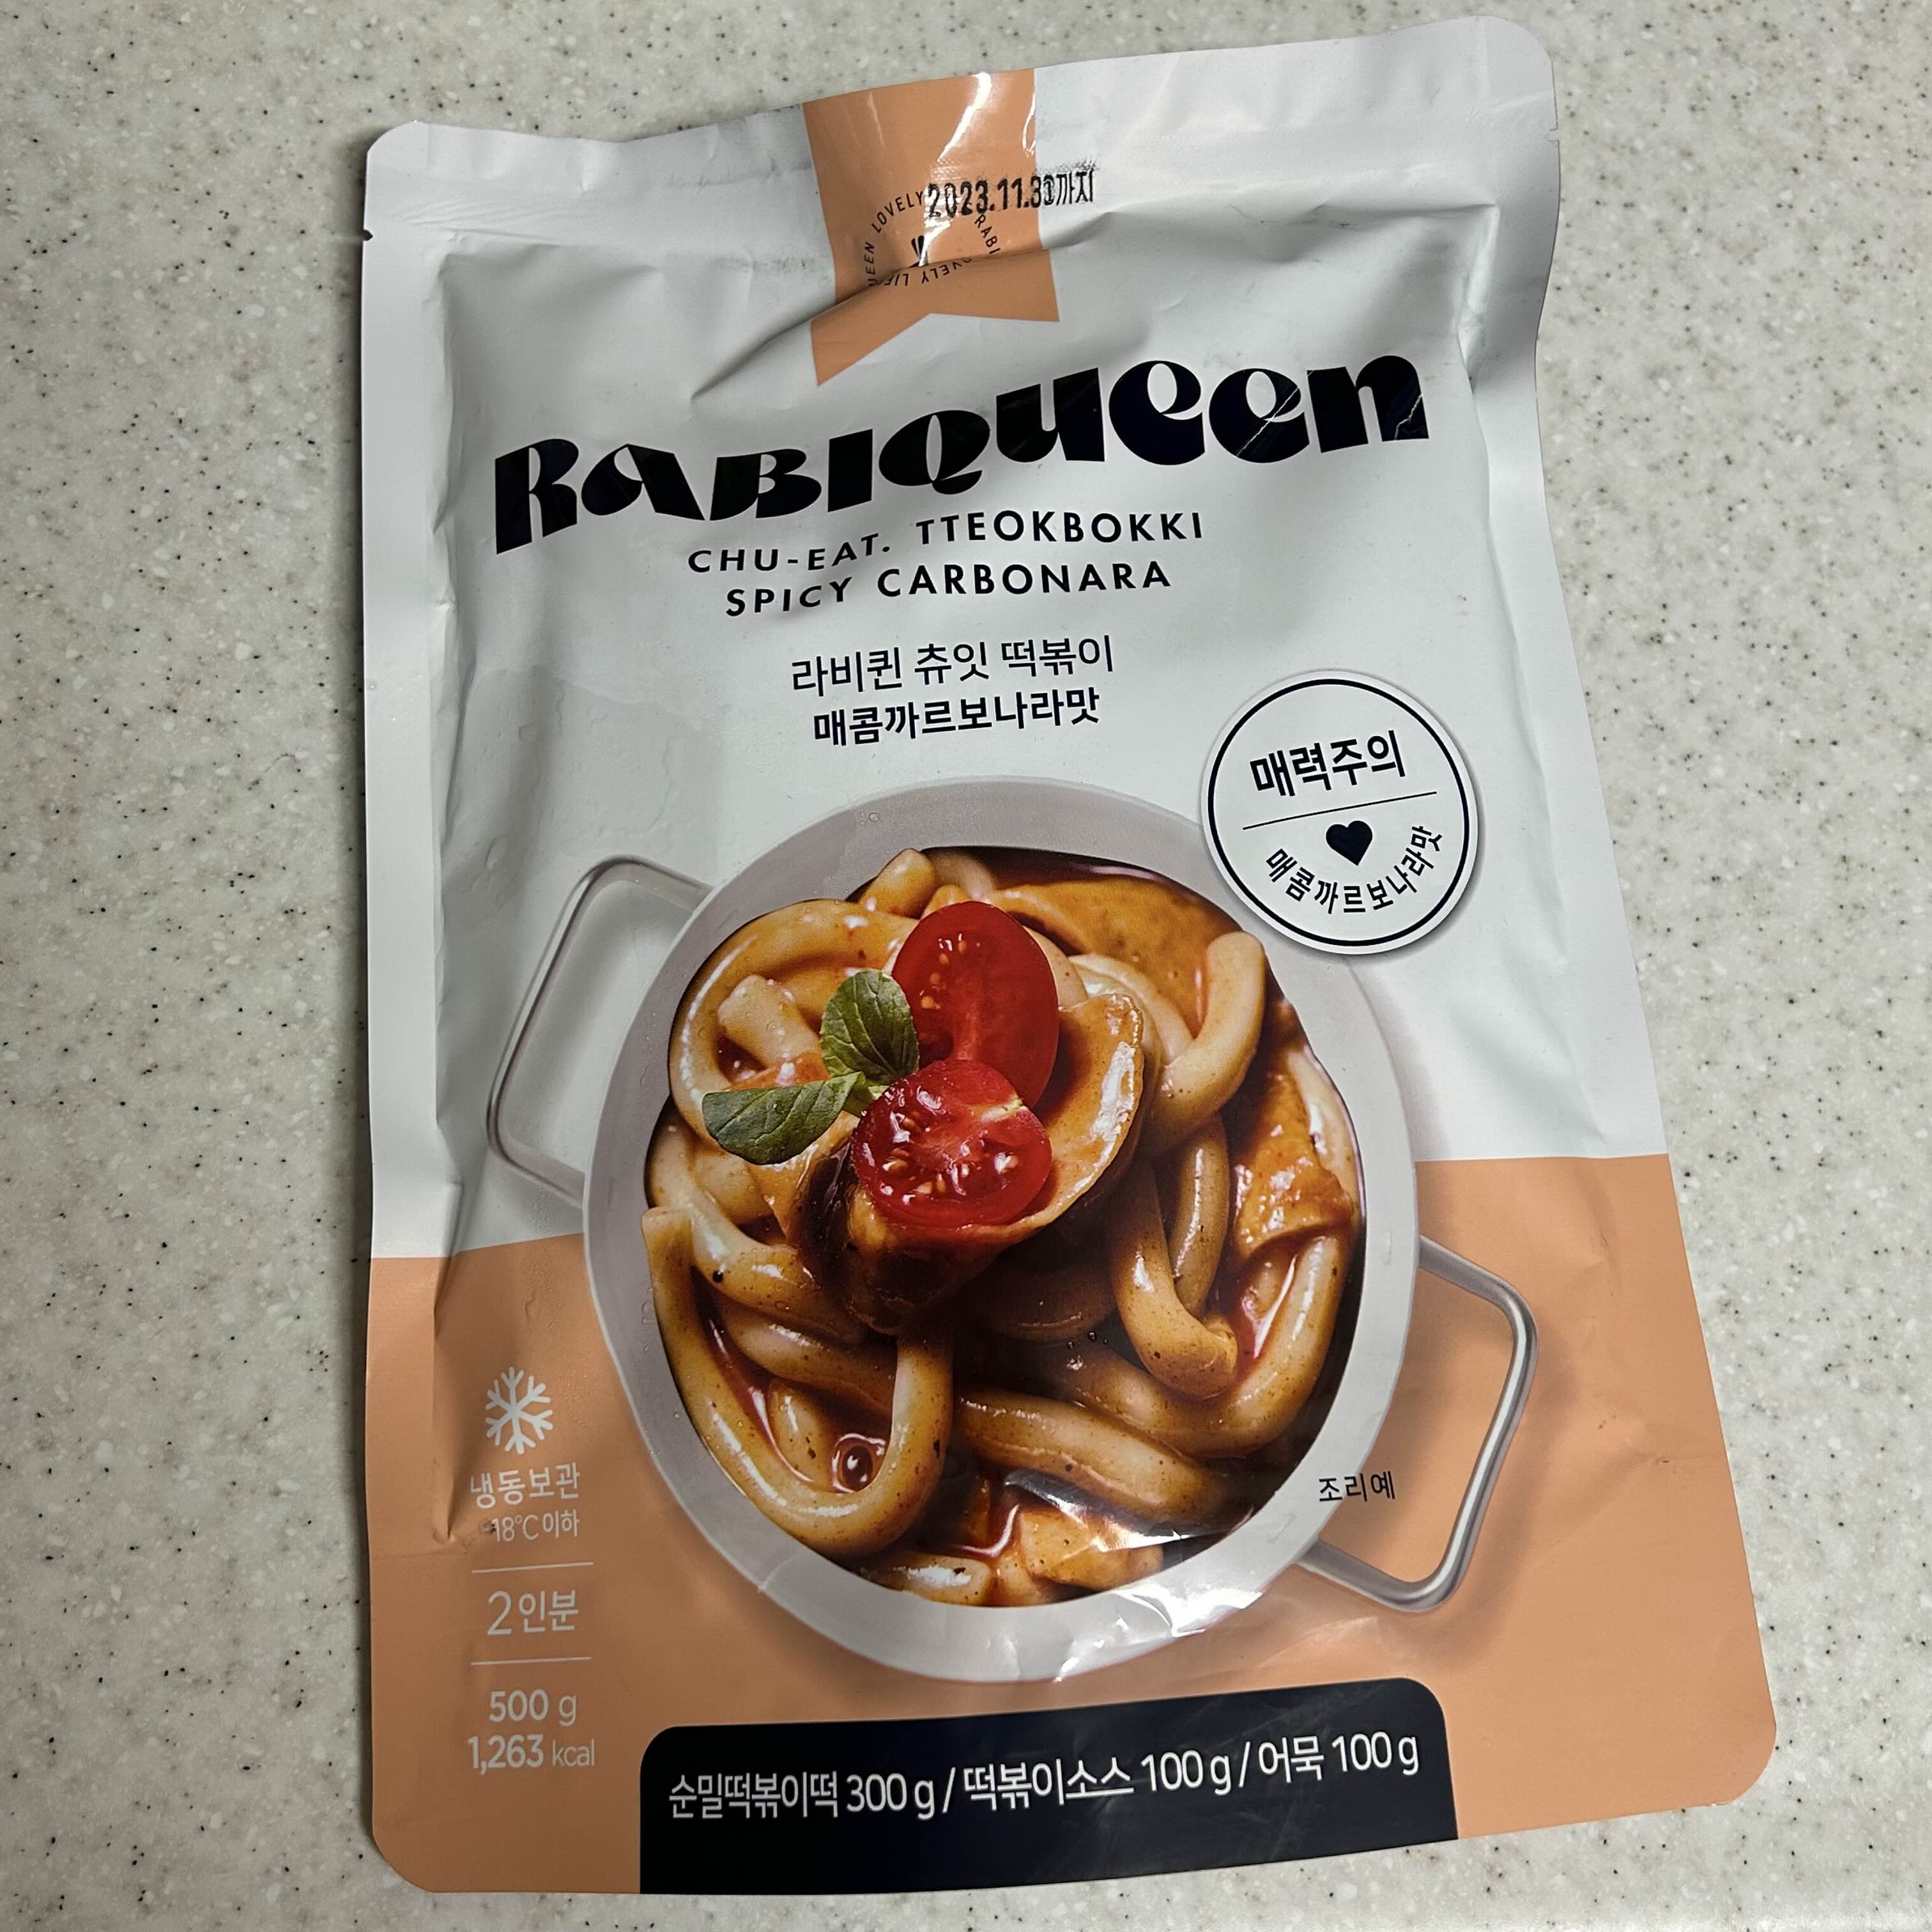 2023.11.30까지
LOVELY
RABIQUEEN
CHU-EAT. TTEOKBOKKI
SPICY CARBONARA
라비퀸 츄잇 떡볶이
매콤까르보나라맛
매력주의
매콤까르보나라맛
조리예
냉동보관
-18℃이하
2인분
500 g
1,263 kcal
순밀떡볶이떡 300 g / 떡볶이소스 100 g / 어묵 100 g